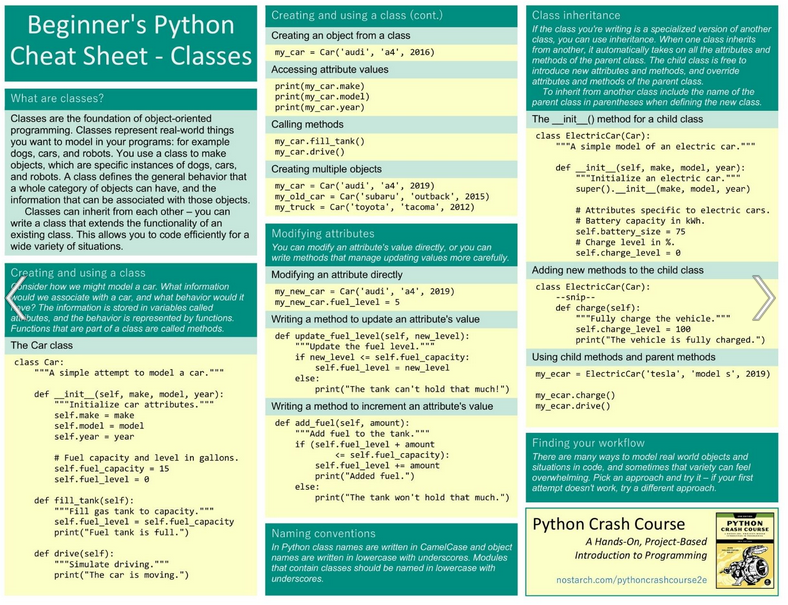 Beginner's Python
Cheat Sheet - Classes
What are classes?
Classes are the foundation of object-oriented
programming. Classes represent real-world things
you want to model in your programs: for example
dogs, cars, and robots. You use a class to make
objects, which are specific instances of dogs, cars,
and robots. A class defines the general behavior that
a whole category of objects can have, and the
information that can be associated with those objects.
Classes can inherit from each other – you can
write a class that extends the functionality of an
existing class. This allows you to code efficiently for a
wide variety of situations.
Creating and using a class
Consider how we might model a car. What information
would we associate with a car, and what behavior would it
have? The information is stored in variables called
attributes, and the behavior is represented by functions.
Functions that are part of a class are called methods.
The Car class
class Car:
    """A simple attempt to model a car."""

    def __init__(self, make, model, year):
        """Initialize car attributes."""
        self.make = make
        self.model = model
        self.year = year

        # Fuel capacity and level in gallons.
        self.fuel_capacity = 15
        self.fuel_level = 0

    def fill_tank(self):
        """Fill gas tank to capacity."""
        self.fuel_level = self.fuel_capacity
        print("Fuel tank is full.")

    def drive(self):
        """Simulate driving."""
        print("The car is moving.")
Creating and using a class (cont.)
Creating an object from a class
my_car = Car('audi', 'a4', 2016)
Accessing attribute values
print(my_car.make)
print(my_car.model)
print(my_car.year)
Calling methods
my_car.fill_tank()
my_car.drive()
Creating multiple objects
my_car = Car('audi', 'a4', 2019)
my_old_car = Car('subaru', 'outback', 2015)
my_truck = Car('toyota', 'tacoma', 2012)
Modifying attributes
You can modify an attribute's value directly, or you can
write methods that manage updating values more carefully.
Modifying an attribute directly
my_new_car = Car('audi', 'a4', 2019)
my_new_car.fuel_level = 5
Writing a method to update an attribute's value
def update_fuel_level(self, new_level):
    """Update the fuel level."""
    if new_level <= self.fuel_capacity:
        self.fuel_level = new_level
    else:
        print("The tank can't hold that much!")
Writing a method to increment an attribute's value
def add_fuel(self, amount):
    """Add fuel to the tank."""
    if (self.fuel_level + amount
            <= self.fuel_capacity):
        self.fuel_level += amount
        print("Added fuel.")
    else:
        print("The tank won't hold that much.")
Naming conventions
In Python class names are written in CamelCase and object
names are written in lowercase with underscores. Modules
that contain classes should be named in lowercase with
underscores.
Class inheritance
If the class you're writing is a specialized version of another
class, you can use inheritance. When one class inherits
from another, it automatically takes on all the attributes and
methods of the parent class. The child class is free to
introduce new attributes and methods, and override
attributes and methods of the parent class.
To inherit from another class include the name of the
parent class in parentheses when defining the new class.
The __init__() method for a child class
class ElectricCar(Car):
    """A simple model of an electric car."""

    def __init__(self, make, model, year):
        """Initialize an electric car."""
        super().__init__(make, model, year)

        # Attributes specific to electric cars.
        # Battery capacity in kWh.
        self.battery_size = 75
        # Charge level in %.
        self.charge_level = 0
Adding new methods to the child class
class ElectricCar(Car):
    --snip--
    def charge(self):
        """Fully charge the vehicle."""
        self.charge_level = 100
        print("The vehicle is fully charged.")
Using child methods and parent methods
my_ecar = ElectricCar('tesla', 'model s', 2019)

my_ecar.charge()
my_ecar.drive()
Finding your workflow
There are many ways to model real world objects and
situations in code, and sometimes that variety can feel
overwhelming. Pick an approach and try it – if your first
attempt doesn't work, try a different approach.
Python Crash Course
A Hands-On, Project-Based
Introduction to Programming
nostarch.com/pythoncrashcourse2e
PYTHON
CRASH COURSE